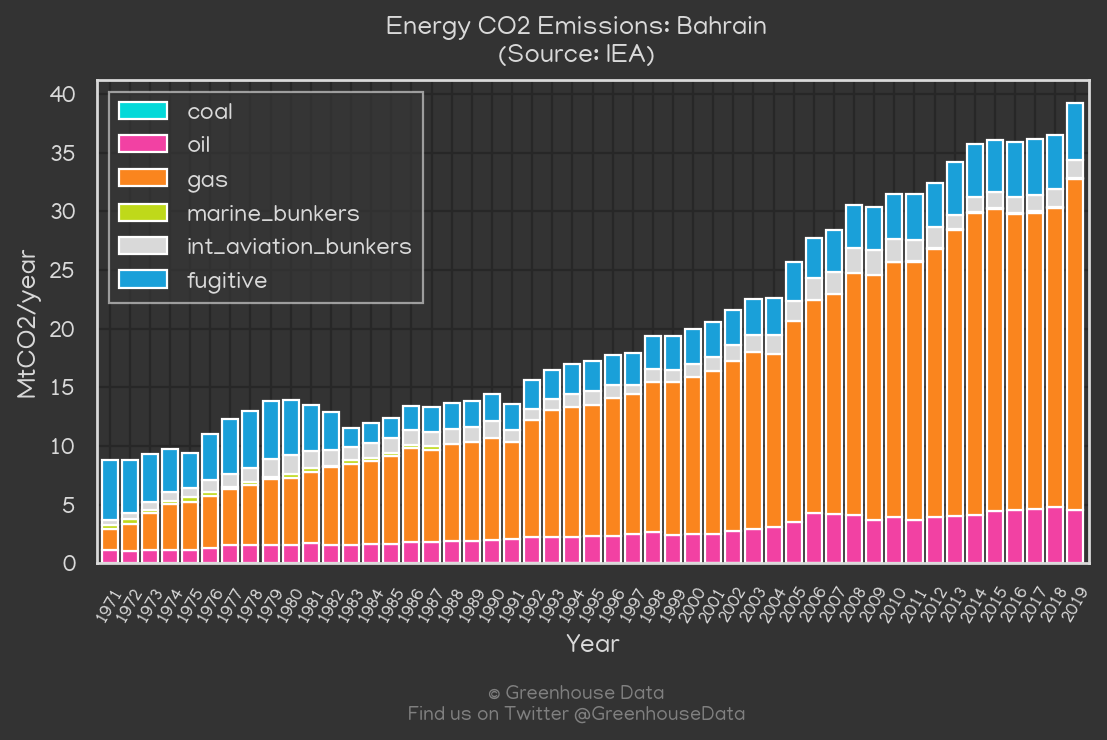 Energy CO2 Emissions: Bahrain
(Source: IEA)
MtCO2/year
40
35
30
25
20
15
10
5
0
coal
oil
gas
marine_bunkers
int_aviation_bunkers
fugitive
1971 1972 1973 1974 1975 1976 1977 1978 1979 1980 1981 1982 1983 1984 1985 1986 1987 1988 1989 1990 1991 1992 1993 1994 1995 1996 1997 1998 1999 2000 2001 2002 2003 2004 2005 2006 2007 2008 2009 2010 2011 2012 2013 2014 2015 2016 2017 2018 2019
Year
© Greenhouse Data
Find us on Twitter @GreenhouseData